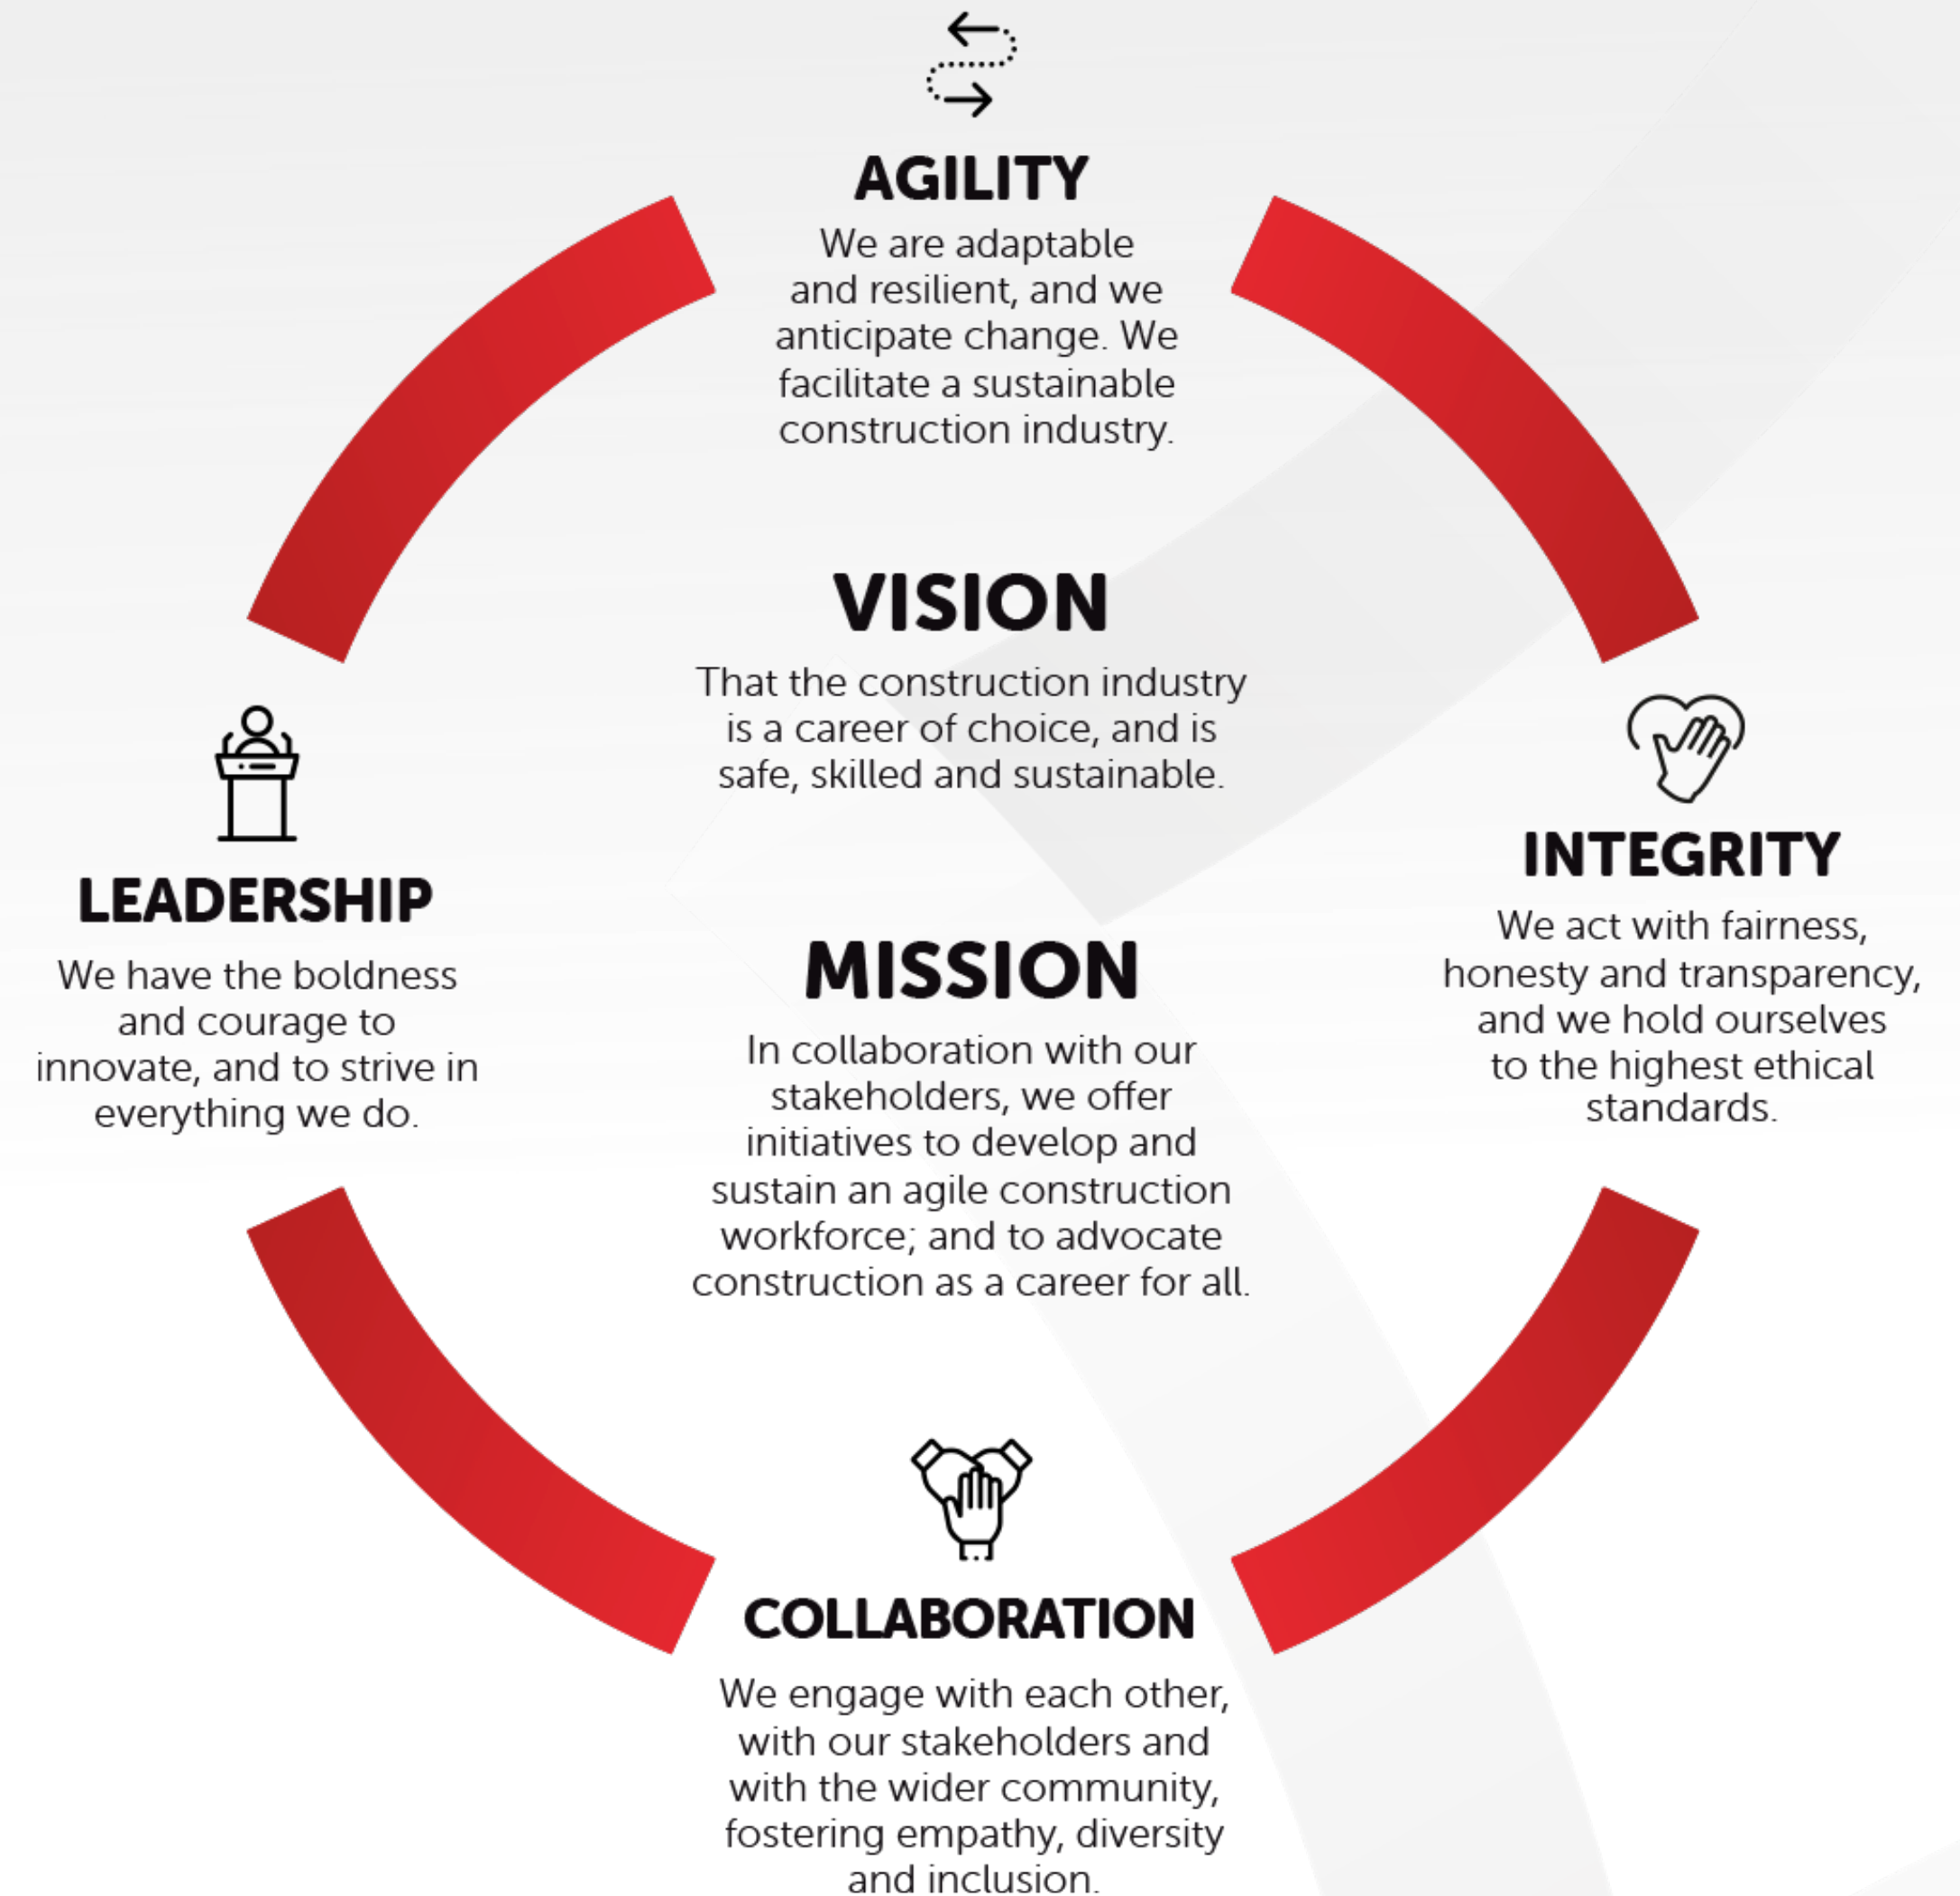 AGILITY
We are adaptable
and resilient, and we
anticipate change. We
facilitate a sustainable
construction industry.
VISION
That the construction industry
is a career of choice, and is
safe, skilled and sustainable.
LEADERSHIP
We have the boldness
and courage to
innovate, and to strive in
everything we do.
MISSION
In collaboration with our
stakeholders, we offer
initiatives to develop and
sustain an agile construction
workforce; and to advocate
construction as a career for all.
INTEGRITY
We act with fairness,
honesty and transparency,
and we hold ourselves
to the highest ethical
standards.
COLLABORATION
We engage with each other,
with our stakeholders and
with the wider community,
fostering empathy, diversity
and inclusion.